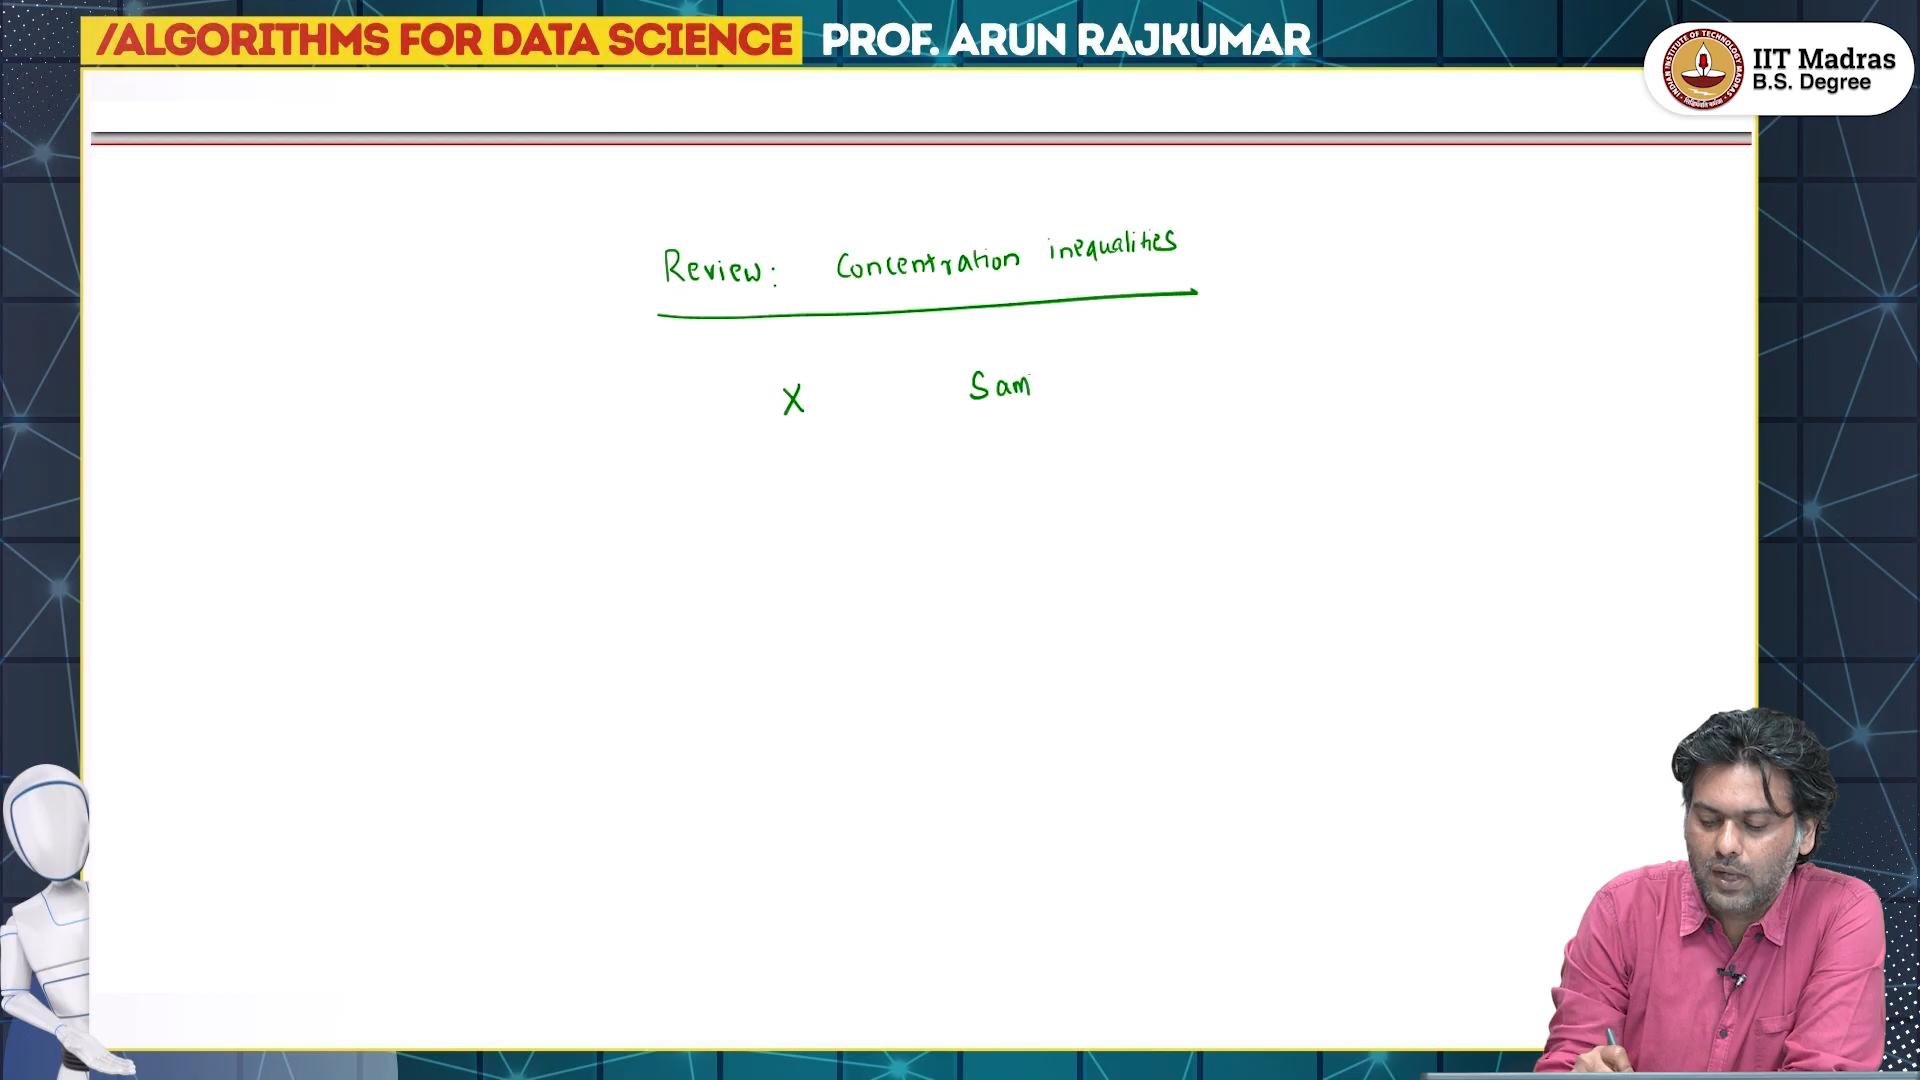 /ALGORITHMS FOR DATA SCIENCE PROF. ARUN RAJKUMAR
IIT Madras
B.S. Degree
Review: Concentration inequalities
X Sam